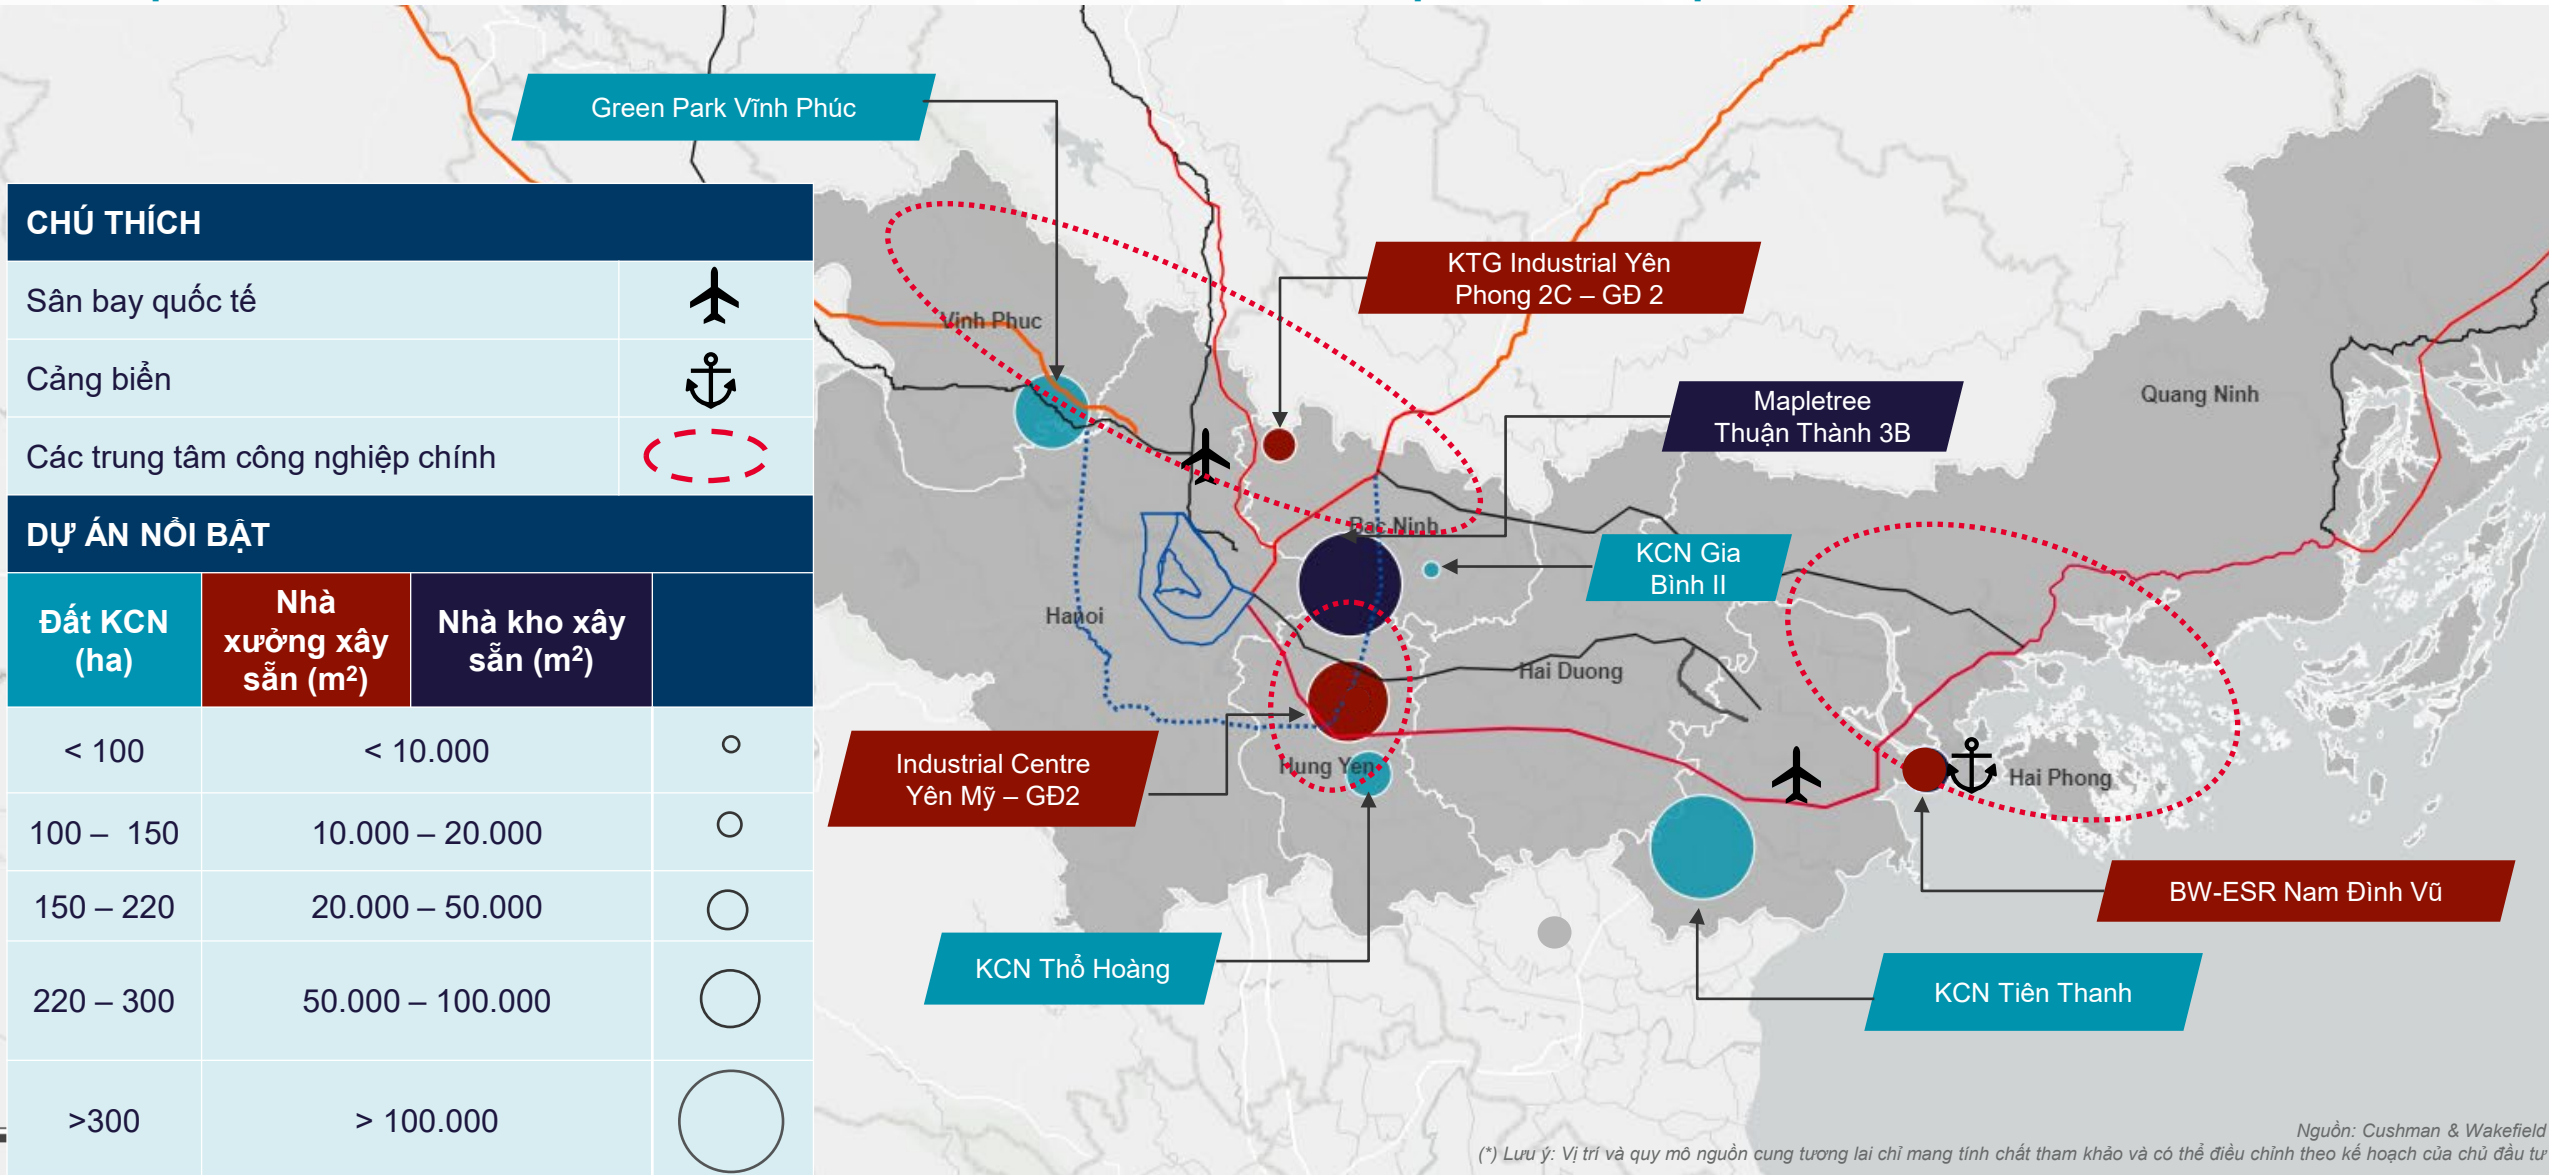 Green Park Vĩnh Phúc
CHÚ THÍCH
Sân bay quốc tế
Cảng biển
Các trung tâm công nghiệp chính
DỰ ÁN NỔI BẬT
Đất KCN
(ha)
Nhà
xưởng xây
sẵn (m²)
Nhà kho xây
sẵn (m²)
< 100
< 10.000
100 – 150
10.000 – 20.000
150 – 220
20.000 – 50.000
220 – 300
50.000 – 100.000
>300
> 100.000
KTG Industrial Yên
Phong 2C – GĐ 2
Vinh Phuc
Mapletree
Thuận Thành 3B
Quang Ninh
Bac Ninh
KCN Gia
Bình II
Hanoi
Hai Duong
Industrial Centre
Yên Mỹ – GĐ2
Hung Yen
Hai Phong
BW-ESR Nam Đình Vũ
KCN Thổ Hoàng
KCN Tiên Thanh
Nguồn: Cushman & Wakefield
(*) Lưu ý: Vị trí và quy mô nguồn cung tương lai chỉ mang tính chất tham khảo và có thể điều chỉnh theo kế hoạch của chủ đầu tư